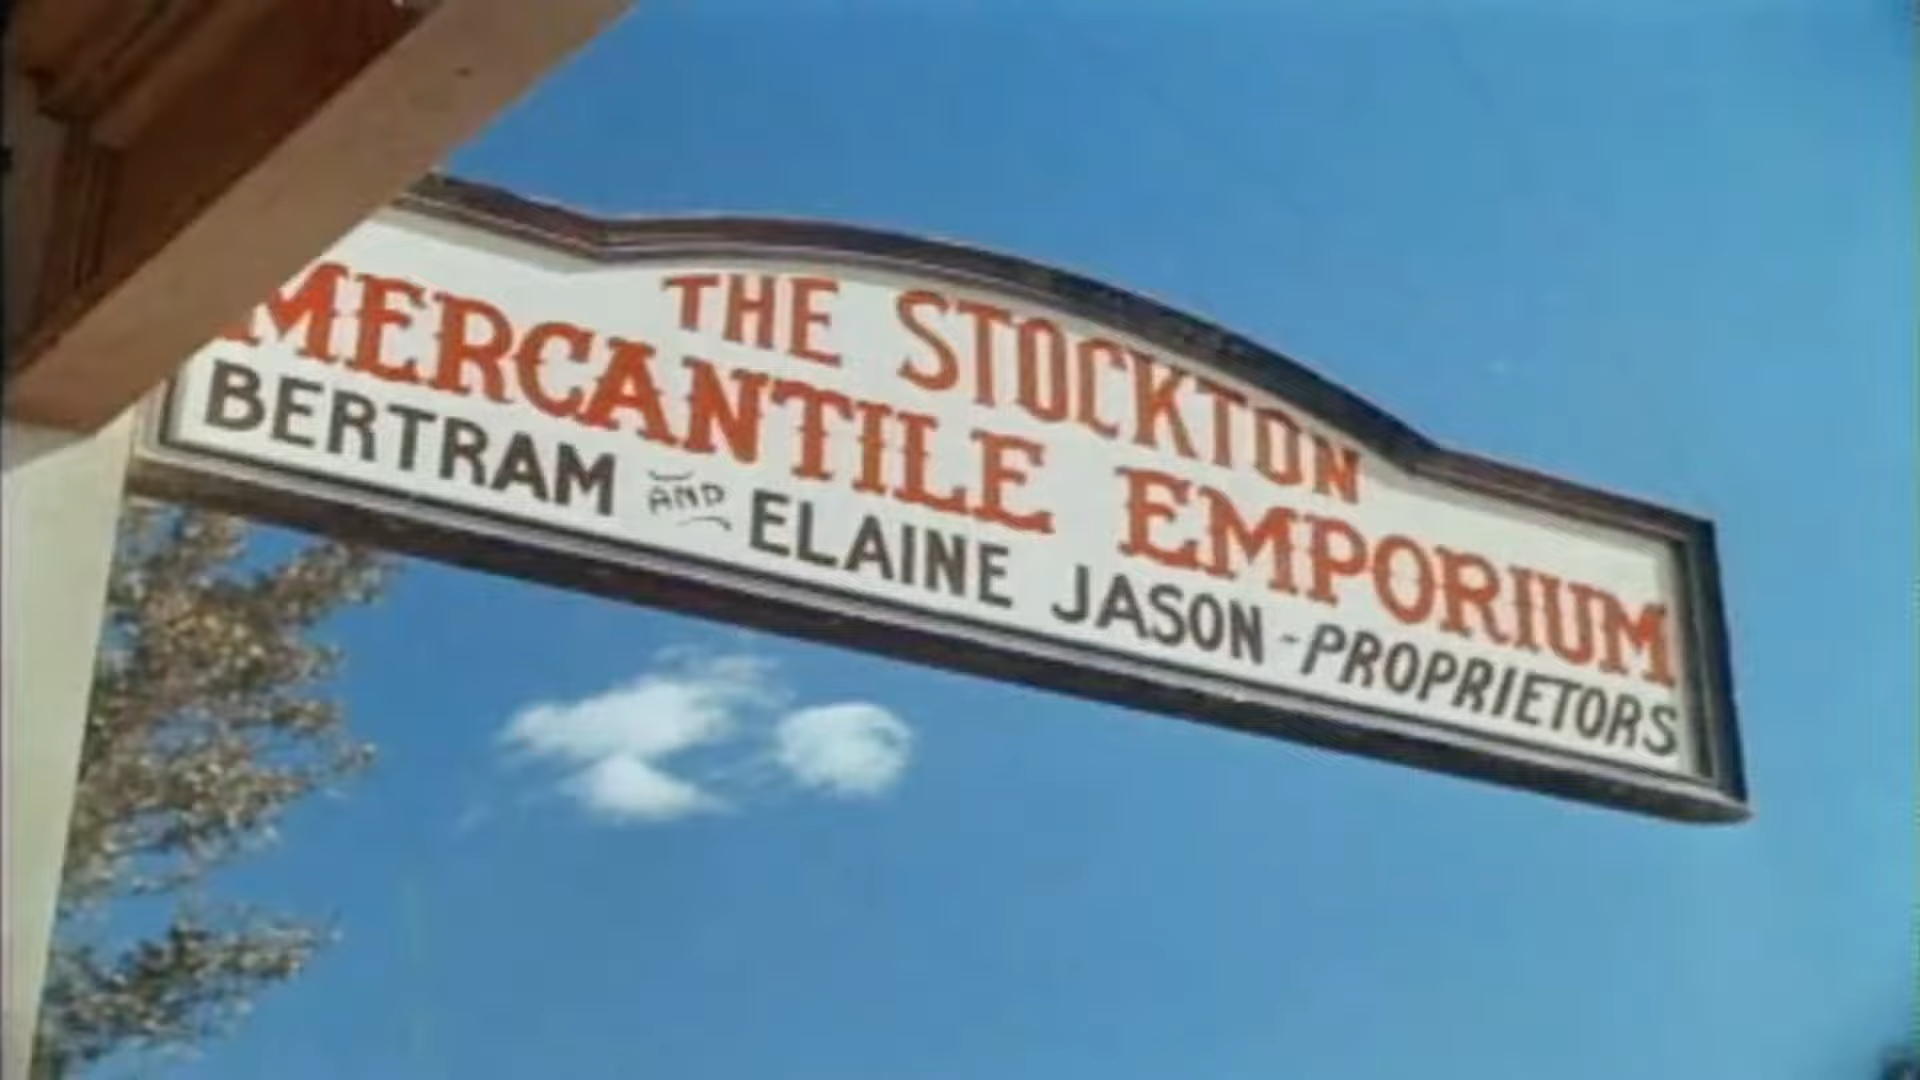 THE STOCKTON
MERCANTILE EMPORIUM
BERTRAM AND ELAINE JASON - PROPRIETORS